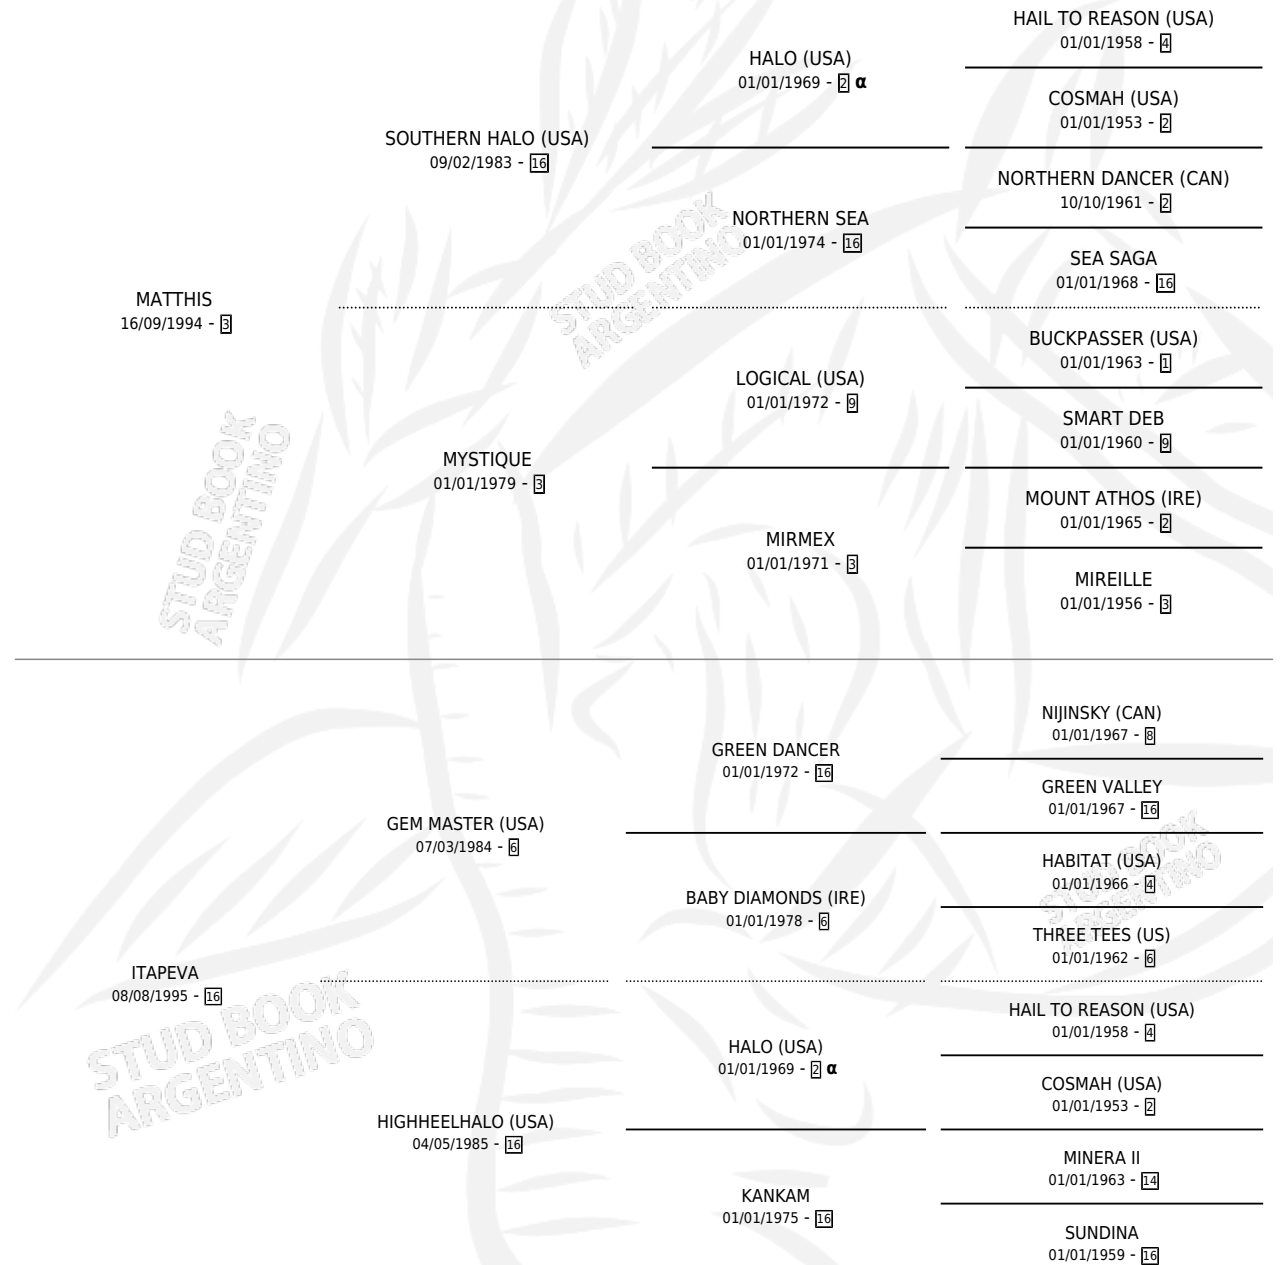 HAIL TO REASON (USA)
01/01/1958 - 4
HALO (USA)
01/01/1969 - 2 α
COSMAH (USA)
01/01/1953 - 2
SOUTHERN HALO (USA)
09/02/1983 - 16
NORTHERN DANCER (CAN)
10/10/1961 - 2
NORTHERN SEA
01/01/1974 - 16
SEA SAGA
01/01/1968 - 16
MATTHIS
16/09/1994 - 3
BUCKPASSER (USA)
01/01/1963 - 1
LOGICAL (USA)
01/01/1972 - 9
SMART DEB
01/01/1960 - 9
MYSTIQUE
01/01/1979 - 3
MOUNT ATHOS (IRE)
01/01/1965 - 2
MIRMEX
01/01/1971 - 3
MIREILLE
01/01/1956 - 3
NIJINSKY (CAN)
01/01/1967 - 8
GREEN DANCER
01/01/1972 - 16
GREEN VALLEY
01/01/1967 - 16
GEM MASTER (USA)
07/03/1984 - 6
HABITAT (USA)
01/01/1966 - 4
BABY DIAMONDS (IRE)
01/01/1978 - 6
THREE TEES (US)
01/01/1962 - 6
ITAPEVA
08/08/1995 - 16
HAIL TO REASON (USA)
01/01/1958 - 4
HALO (USA)
01/01/1969 - 2 α
COSMAH (USA)
01/01/1953 - 2
HIGHHEELHALO (USA)
04/05/1985 - 16
MINERA II
01/01/1963 - 14
KANKAM
01/01/1975 - 16
SUNDINA
01/01/1959 - 16
STUD BOOK
ARGENTINO
STUD BOOK
ARGENTINO
STUD BOOK
ARGENTINO
STUD BOOK
ARGENTINO